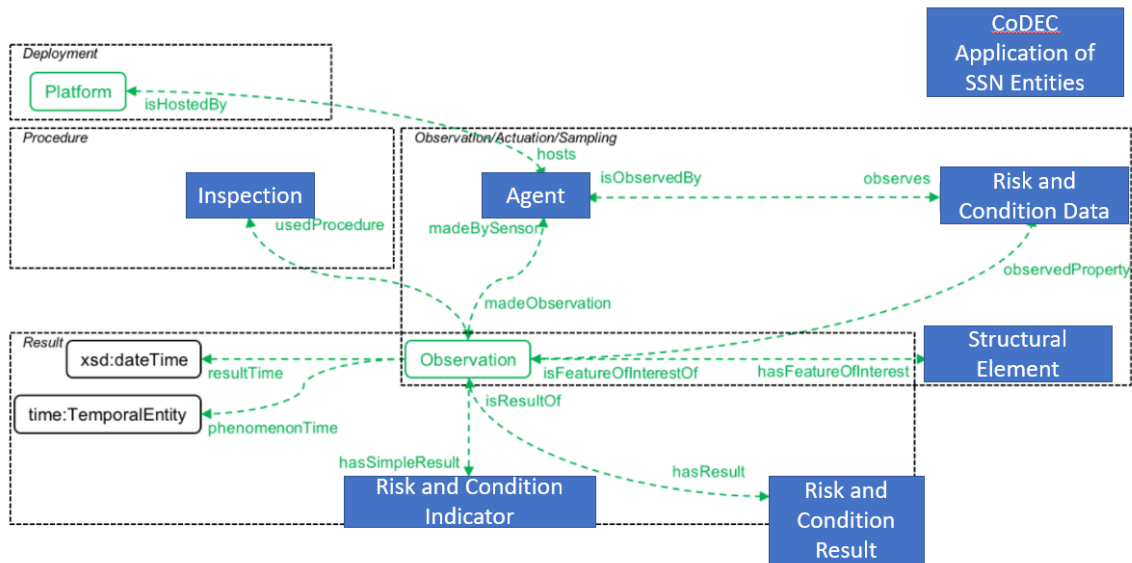 CoDEC
Application of
SSN Entities
Deployment
Platform
isHostedBy
Procedure
Observation/Actuation/Sampling
hosts
Inspection
Agent
isObservedBy
observes
Risk and
Condition Data
usedProcedure
madeBySensor
observedProperty
madeObservation
Result
xsd:dateTime
resultTime
Observation
isFeatureOfInterestOf
hasFeatureOfInterest
Structural
Element
time:TemporalEntity
phenomenonTime
isResultOf
hasSimpleResult
hasResult
Risk and Condition
Indicator
Risk and
Condition
Result